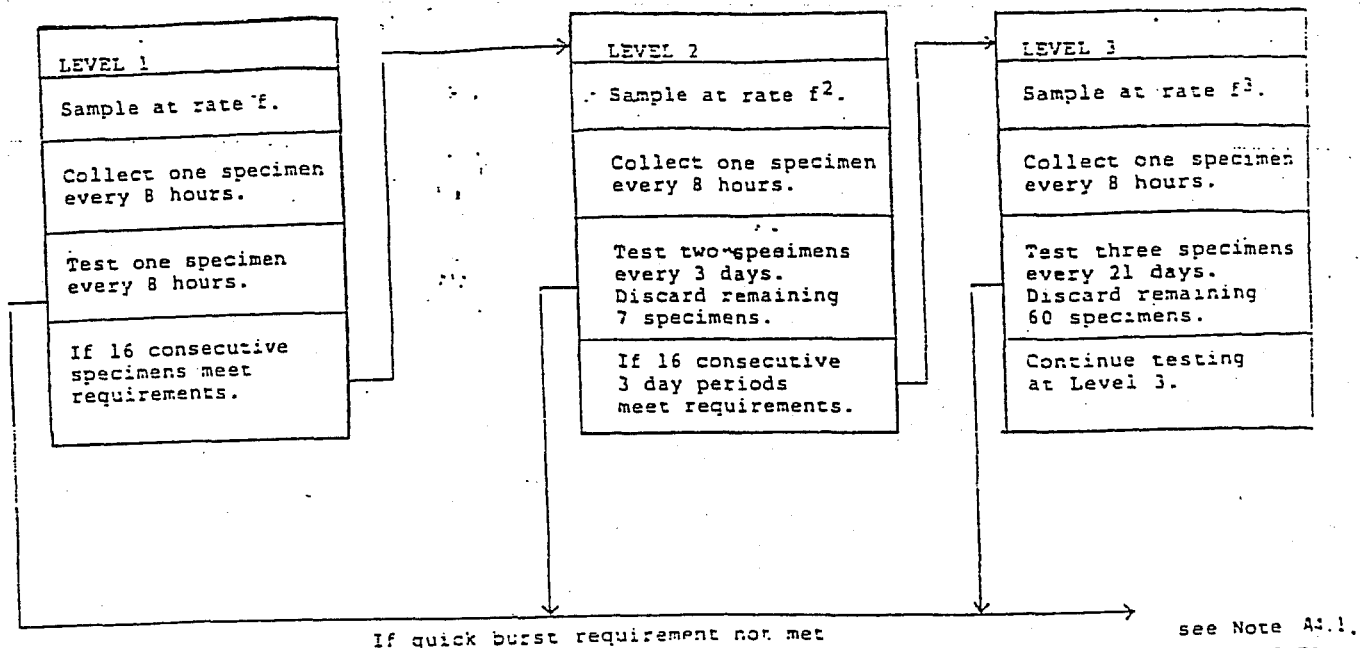 LEVEL 1
Sample at rate f.
Collect one specimen
every 8 hours.
Test one specimen
every 8 hours.
If 16 consecutive
specimens meet
requirements.
LEVEL 2
Sample at rate f².
Collect one specimen
every 8 hours.
Test two specimens
every 3 days.
Discard remaining
7 specimens.
If 16 consecutive
3 day periods
meet requirements.
LEVEL 3
Sample at rate f³.
Collect one specimen
every 8 hours.
Test three specimens
every 21 days.
Discard remaining
60 specimens.
Continue testing
at Level 3.
If quick burst requirement not met
see Note